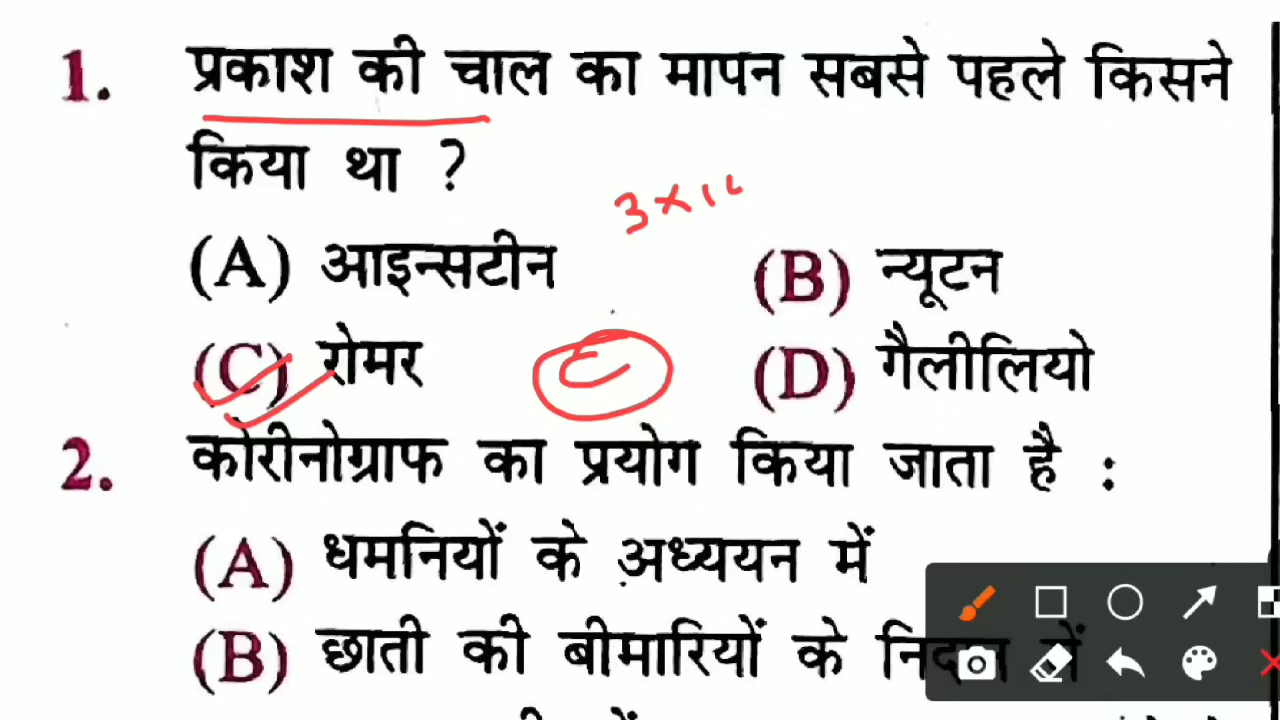 1. प्रकाश की चाल का मापन सबसे पहले किसने
किया था ?
3 × 10
(A) आइन्सटीन (B) न्यूटन
(C) रोमर C (D) गैलीलियो
2. कोरीनोग्राफ का प्रयोग किया जाता है :
(A) धमनियों के अध्ययन में
(B) छाती की बीमारियों के में